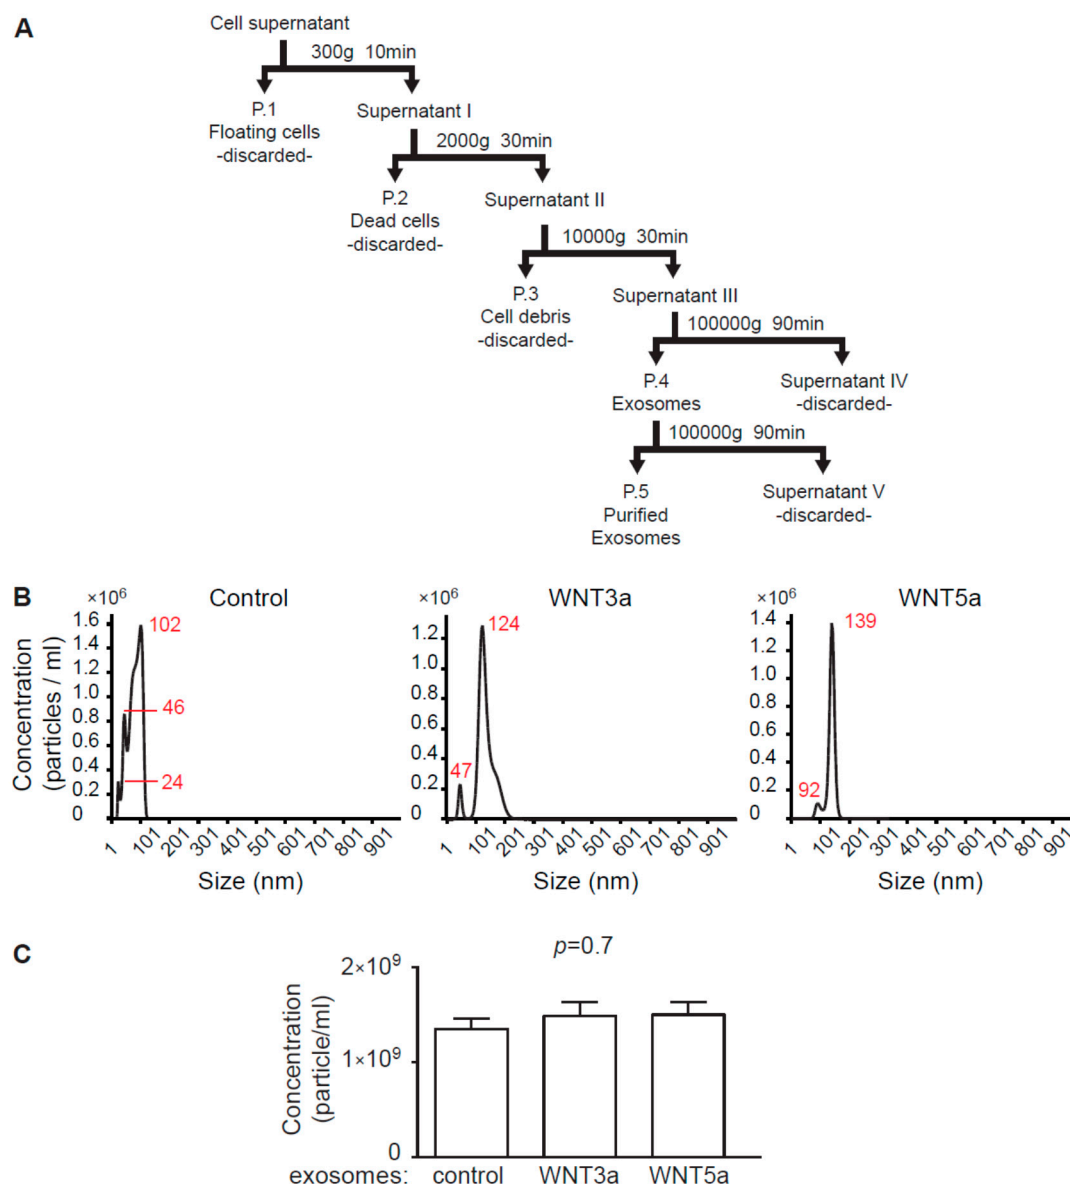 A
Cell supernatant
300g 10min
P.1
Floating cells
-discarded-
Supernatant I
2000g 30min
P.2
Dead cells
-discarded-
Supernatant II
10000g 30min
P.3
Cell debris
-discarded-
Supernatant III
100000g 90min
P.4
Exosomes
Supernatant IV
-discarded-
100000g 90min
P.5
Purified
Exosomes
Supernatant V
-discarded-
B
Control
×10⁶
Concentration
(particles / ml)
1.6
1.4
1.2
1.0
0.8
0.6
0.4
0.2
0
102
46
24
1 101 201 301 401 501 601 701 801 901
Size (nm)
WNT3a
×10⁶
1.2
1.0
0.8
0.6
0.4
0.2
0
124
47
1 101 201 301 401 501 601 701 801 901
Size (nm)
WNT5a
×10⁶
1.4
1.2
1.0
0.8
0.6
0.4
0.2
0
139
92
1 101 201 301 401 501 601 701 801 901
Size (nm)
C
p=0.7
Concentration
(particle/ml)
2×10⁹
1×10⁹
0
exosomes: control WNT3a WNT5a